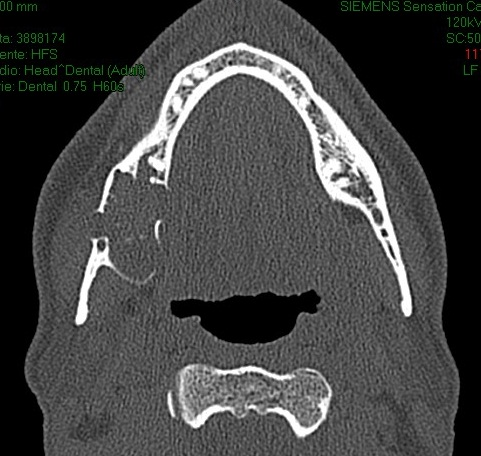 00 mm
SIEMENS Sensation Ca
120kV
ta: 3898174
SC:50
ente: HFS
11
dio: Head^Dental (Adult)
LF
rie: Dental 0.75 H60s